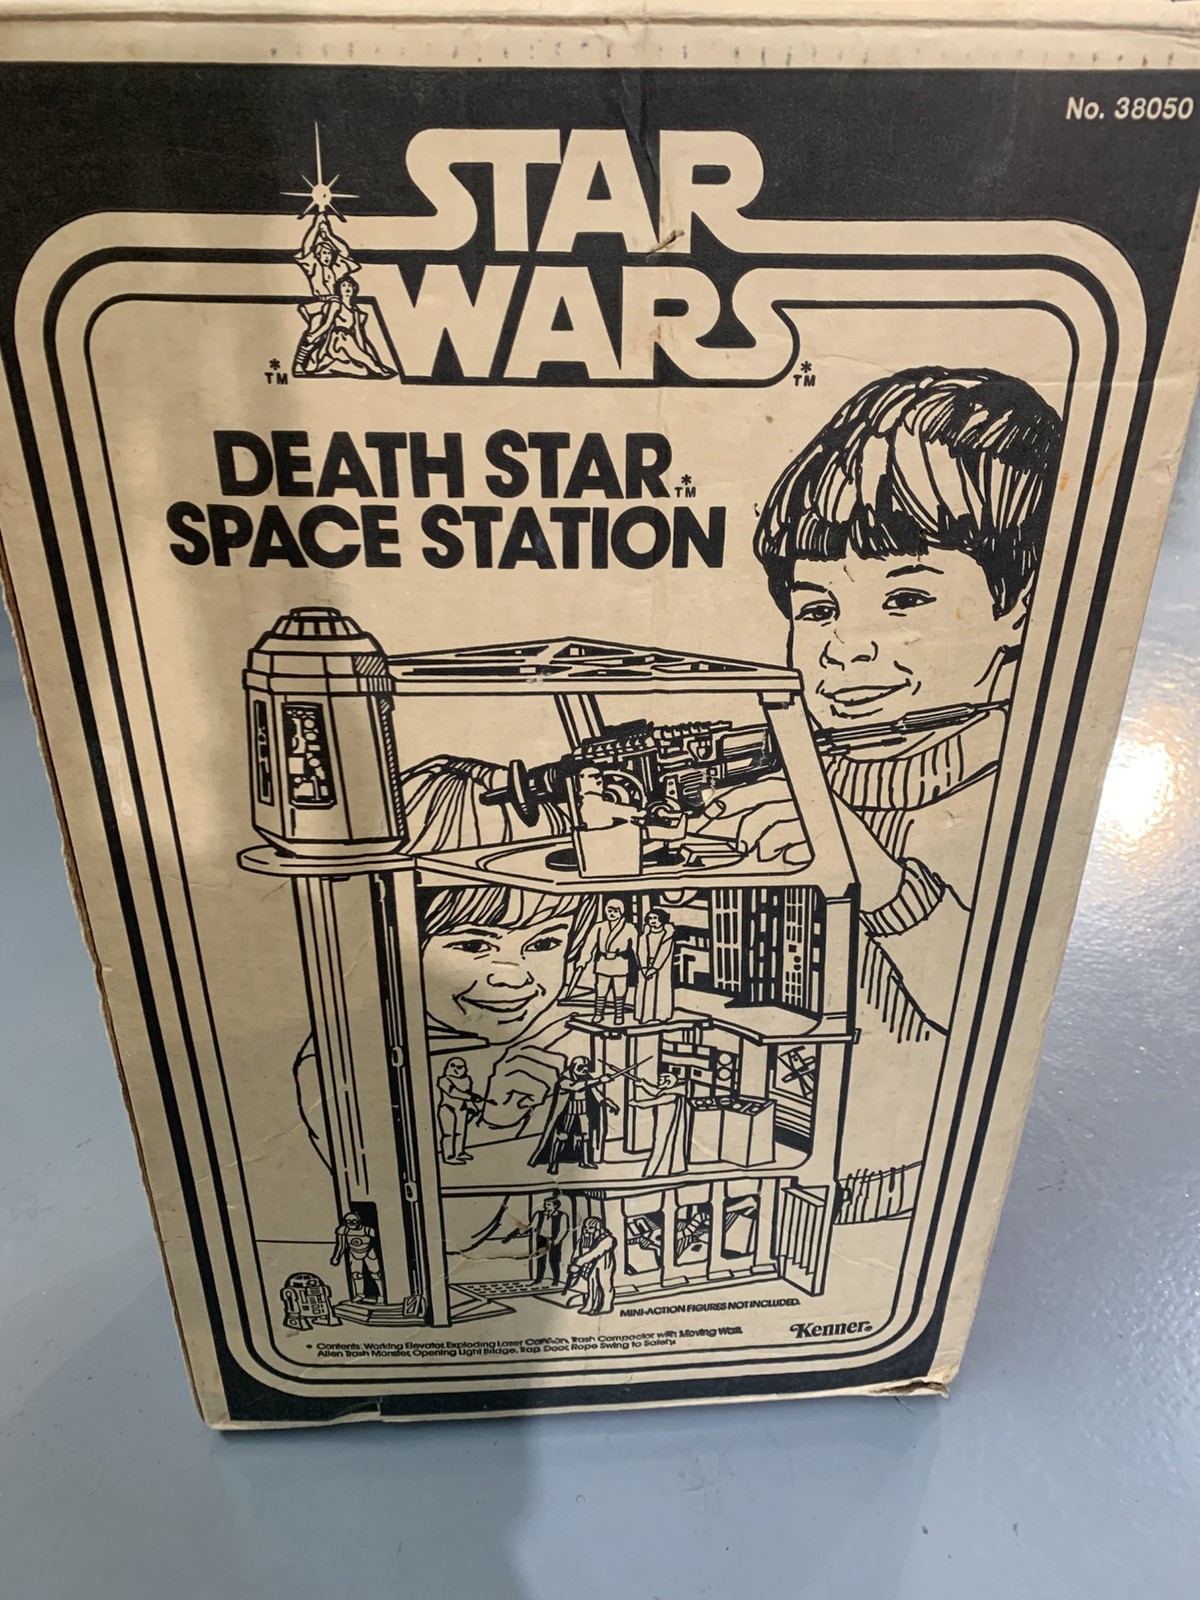 No. 38050
STAR
WARS
*
TM
*
TM
DEATH STAR
*
TM
SPACE STATION
MINI-ACTION FIGURES NOT INCLUDED.
• Contents: Working Elevator, Exploding Laser Cannon, Trash Compactor with Moving Wall,
Alien Trash Monster, Opening Light Bridge, Trap Door, Rope Swing to Safety.
Kenner®